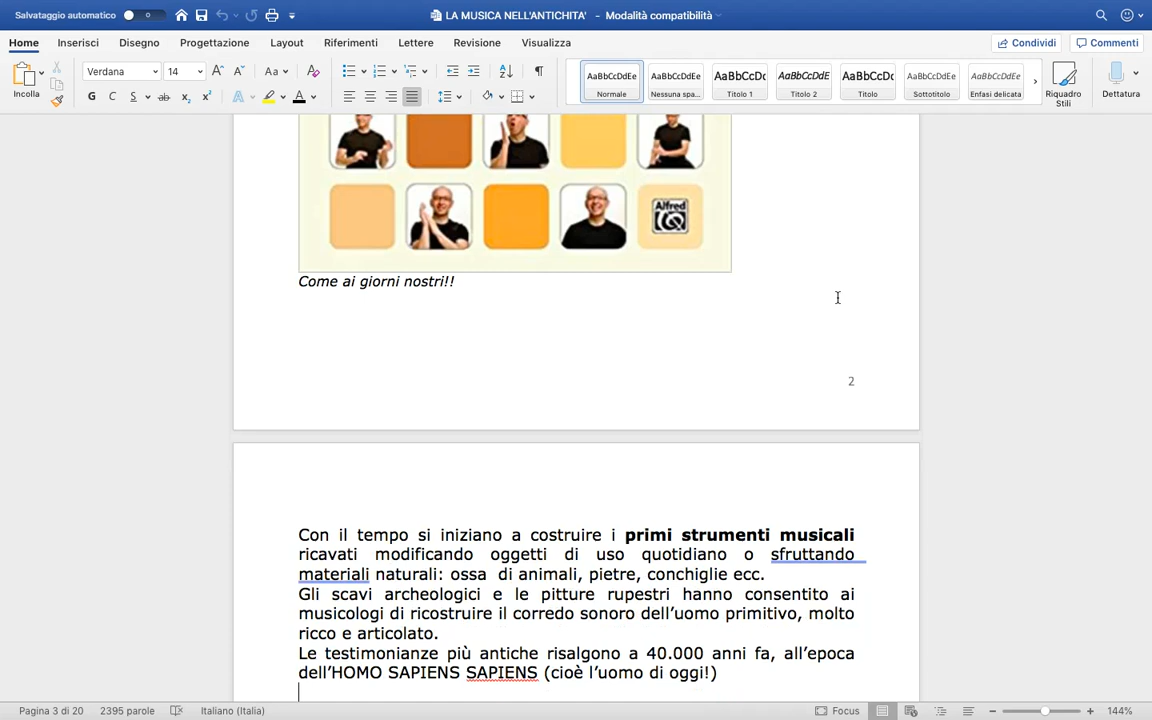 Salvataggio automatico
LA MUSICA NELL'ANTICHITA' - Modalità compatibilità
Home Inserisci Disegno Progettazione Layout Riferimenti Lettere Revisione Visualizza Condividi Commenti
Incolla
Verdana 14
G C S ab x₂ x²
AaBbCcDdEe Normale
AaBbCcDdEe Nessuna spa...
AaBbCcDc Titolo 1
AaBbCcDdE Titolo 2
AaBbCcDc Titolo
AaBbCcDdEe Sottotitolo
AaBbCcDdEe Enfasi delicata
Riquadro Stili
Dettatura
Alfred
Come ai giorni nostri!!
2
Con il tempo si iniziano a costruire i primi strumenti musicali
ricavati modificando oggetti di uso quotidiano o sfruttando
materiali naturali: ossa di animali, pietre, conchiglie ecc.
Gli scavi archeologici e le pitture rupestri hanno consentito ai
musicologi di ricostruire il corredo sonoro dell'uomo primitivo, molto
ricco e articolato.
Le testimonianze più antiche risalgono a 40.000 anni fa, all'epoca
dell'HOMO SAPIENS SAPIENS (cioè l'uomo di oggi!)
Pagina 3 di 20 2395 parole Italiano (Italia) Focus 144%